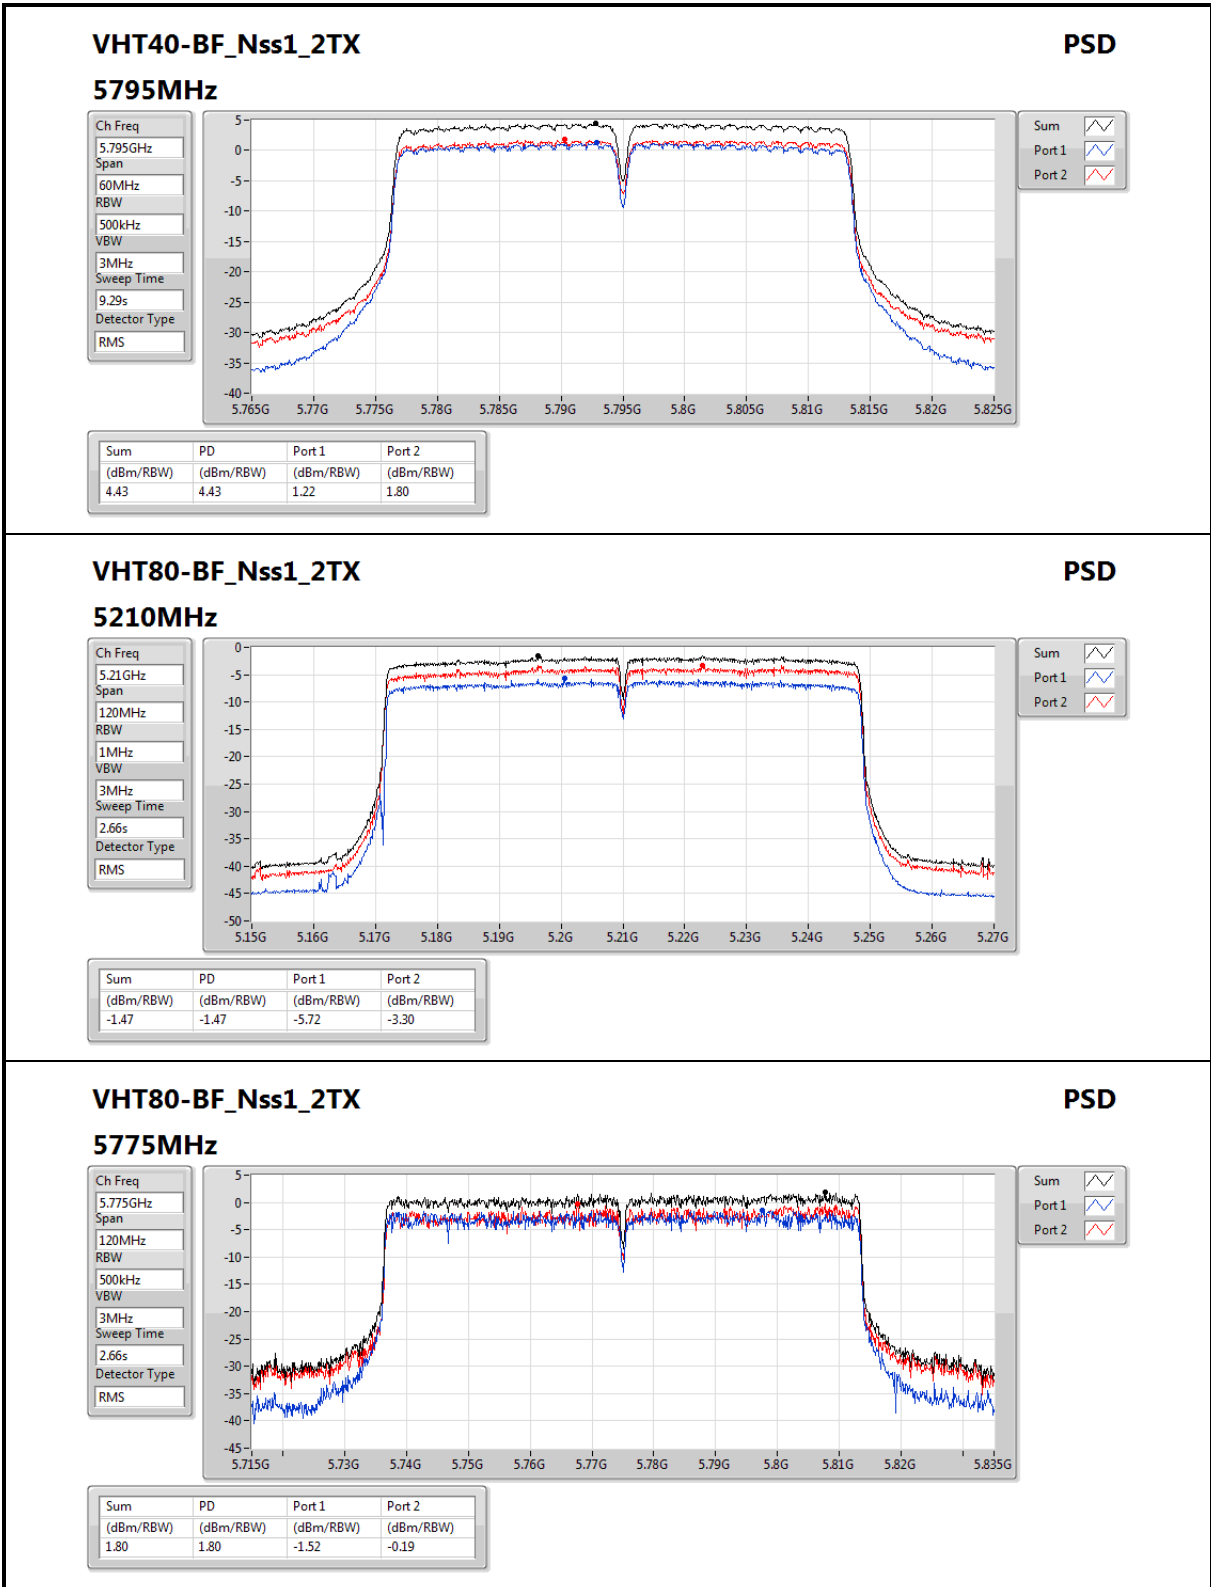 VHT40-BF_Nss1_2TX PSD
5795MHz
Ch Freq
5.795GHz
Span
60MHz
RBW
500kHz
VBW
3MHz
Sweep Time
9.29s
Detector Type
RMS
5
0
-5
-10
-15
-20
-25
-30
-35
-40
5.765G 5.77G 5.775G 5.78G 5.785G 5.79G 5.795G 5.8G 5.805G 5.81G 5.815G 5.82G 5.825G
Sum
Port 1
Port 2
Sum PD Port 1 Port 2
(dBm/RBW) (dBm/RBW) (dBm/RBW) (dBm/RBW)
4.43 4.43 1.22 1.80
VHT80-BF_Nss1_2TX PSD
5210MHz
Ch Freq
5.21GHz
Span
120MHz
RBW
1MHz
VBW
3MHz
Sweep Time
2.66s
Detector Type
RMS
0
-5
-10
-15
-20
-25
-30
-35
-40
-45
-50
5.15G 5.16G 5.17G 5.18G 5.19G 5.2G 5.21G 5.22G 5.23G 5.24G 5.25G 5.26G 5.27G
Sum
Port 1
Port 2
Sum PD Port 1 Port 2
(dBm/RBW) (dBm/RBW) (dBm/RBW) (dBm/RBW)
-1.47 -1.47 -5.72 -3.30
VHT80-BF_Nss1_2TX PSD
5775MHz
Ch Freq
5.775GHz
Span
120MHz
RBW
500kHz
VBW
3MHz
Sweep Time
2.66s
Detector Type
RMS
5
0
-5
-10
-15
-20
-25
-30
-35
-40
-45
5.715G 5.73G 5.74G 5.75G 5.76G 5.77G 5.78G 5.79G 5.8G 5.81G 5.82G 5.835G
Sum
Port 1
Port 2
Sum PD Port 1 Port 2
(dBm/RBW) (dBm/RBW) (dBm/RBW) (dBm/RBW)
1.80 1.80 -1.52 -0.19